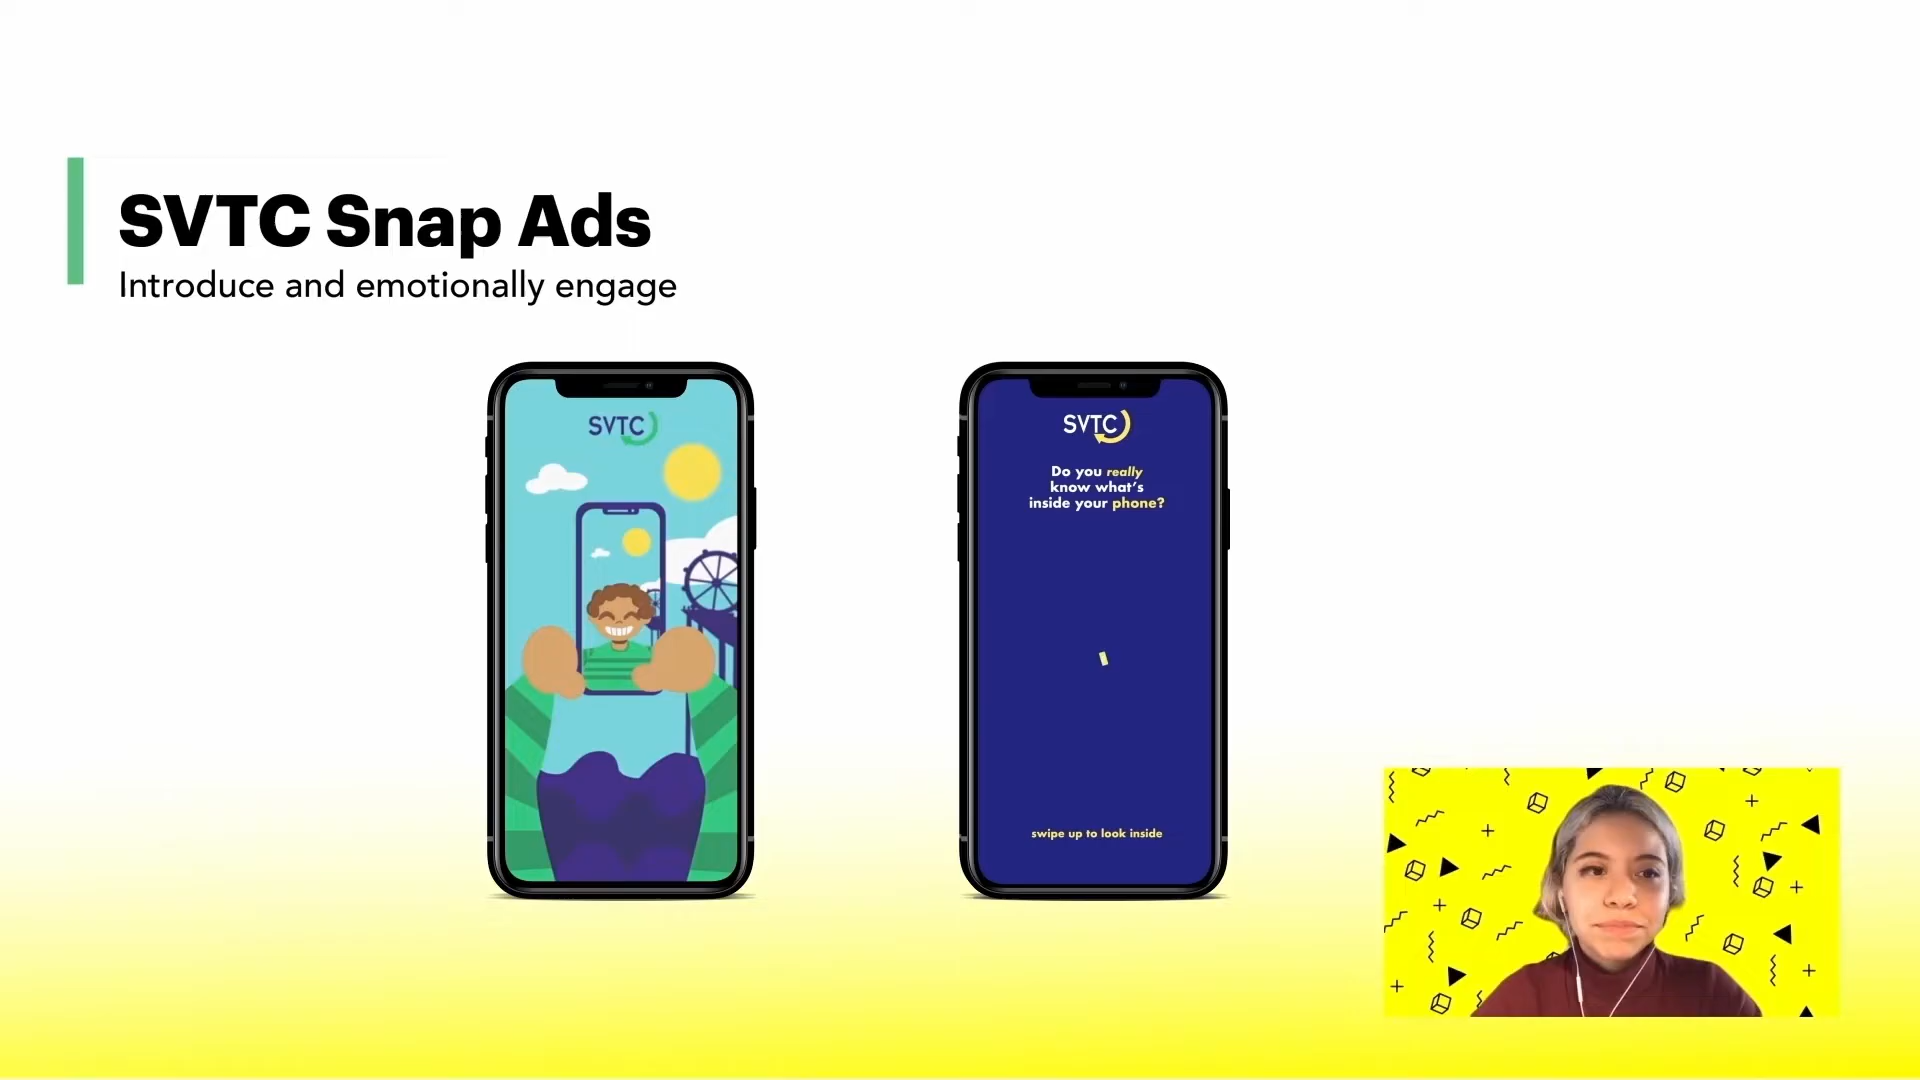 SVTC Snap Ads
Introduce and emotionally engage
SVTC
SVTC
Do you really
know what's
inside your phone?
swipe up to look inside